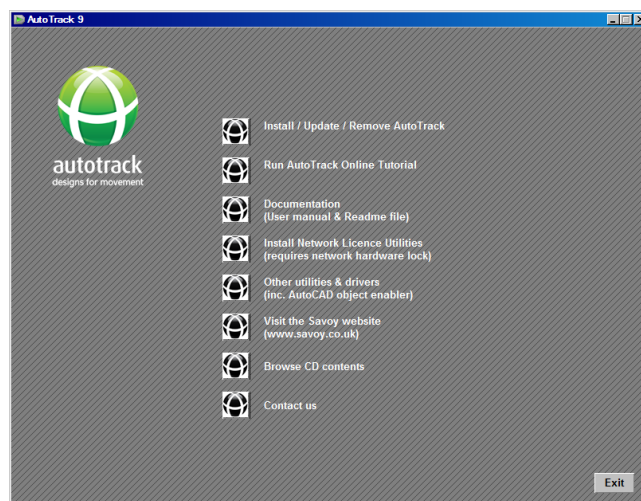 AutoTrack 9
autotrack
designs for movement
Install / Update / Remove AutoTrack
Run AutoTrack Online Tutorial
Documentation
(User manual & Readme file)
Install Network Licence Utilities
(requires network hardware lock)
Other utilities & drivers
(inc. AutoCAD object enabler)
Visit the Savoy website
(www.savoy.co.uk)
Browse CD contents
Contact us
Exit